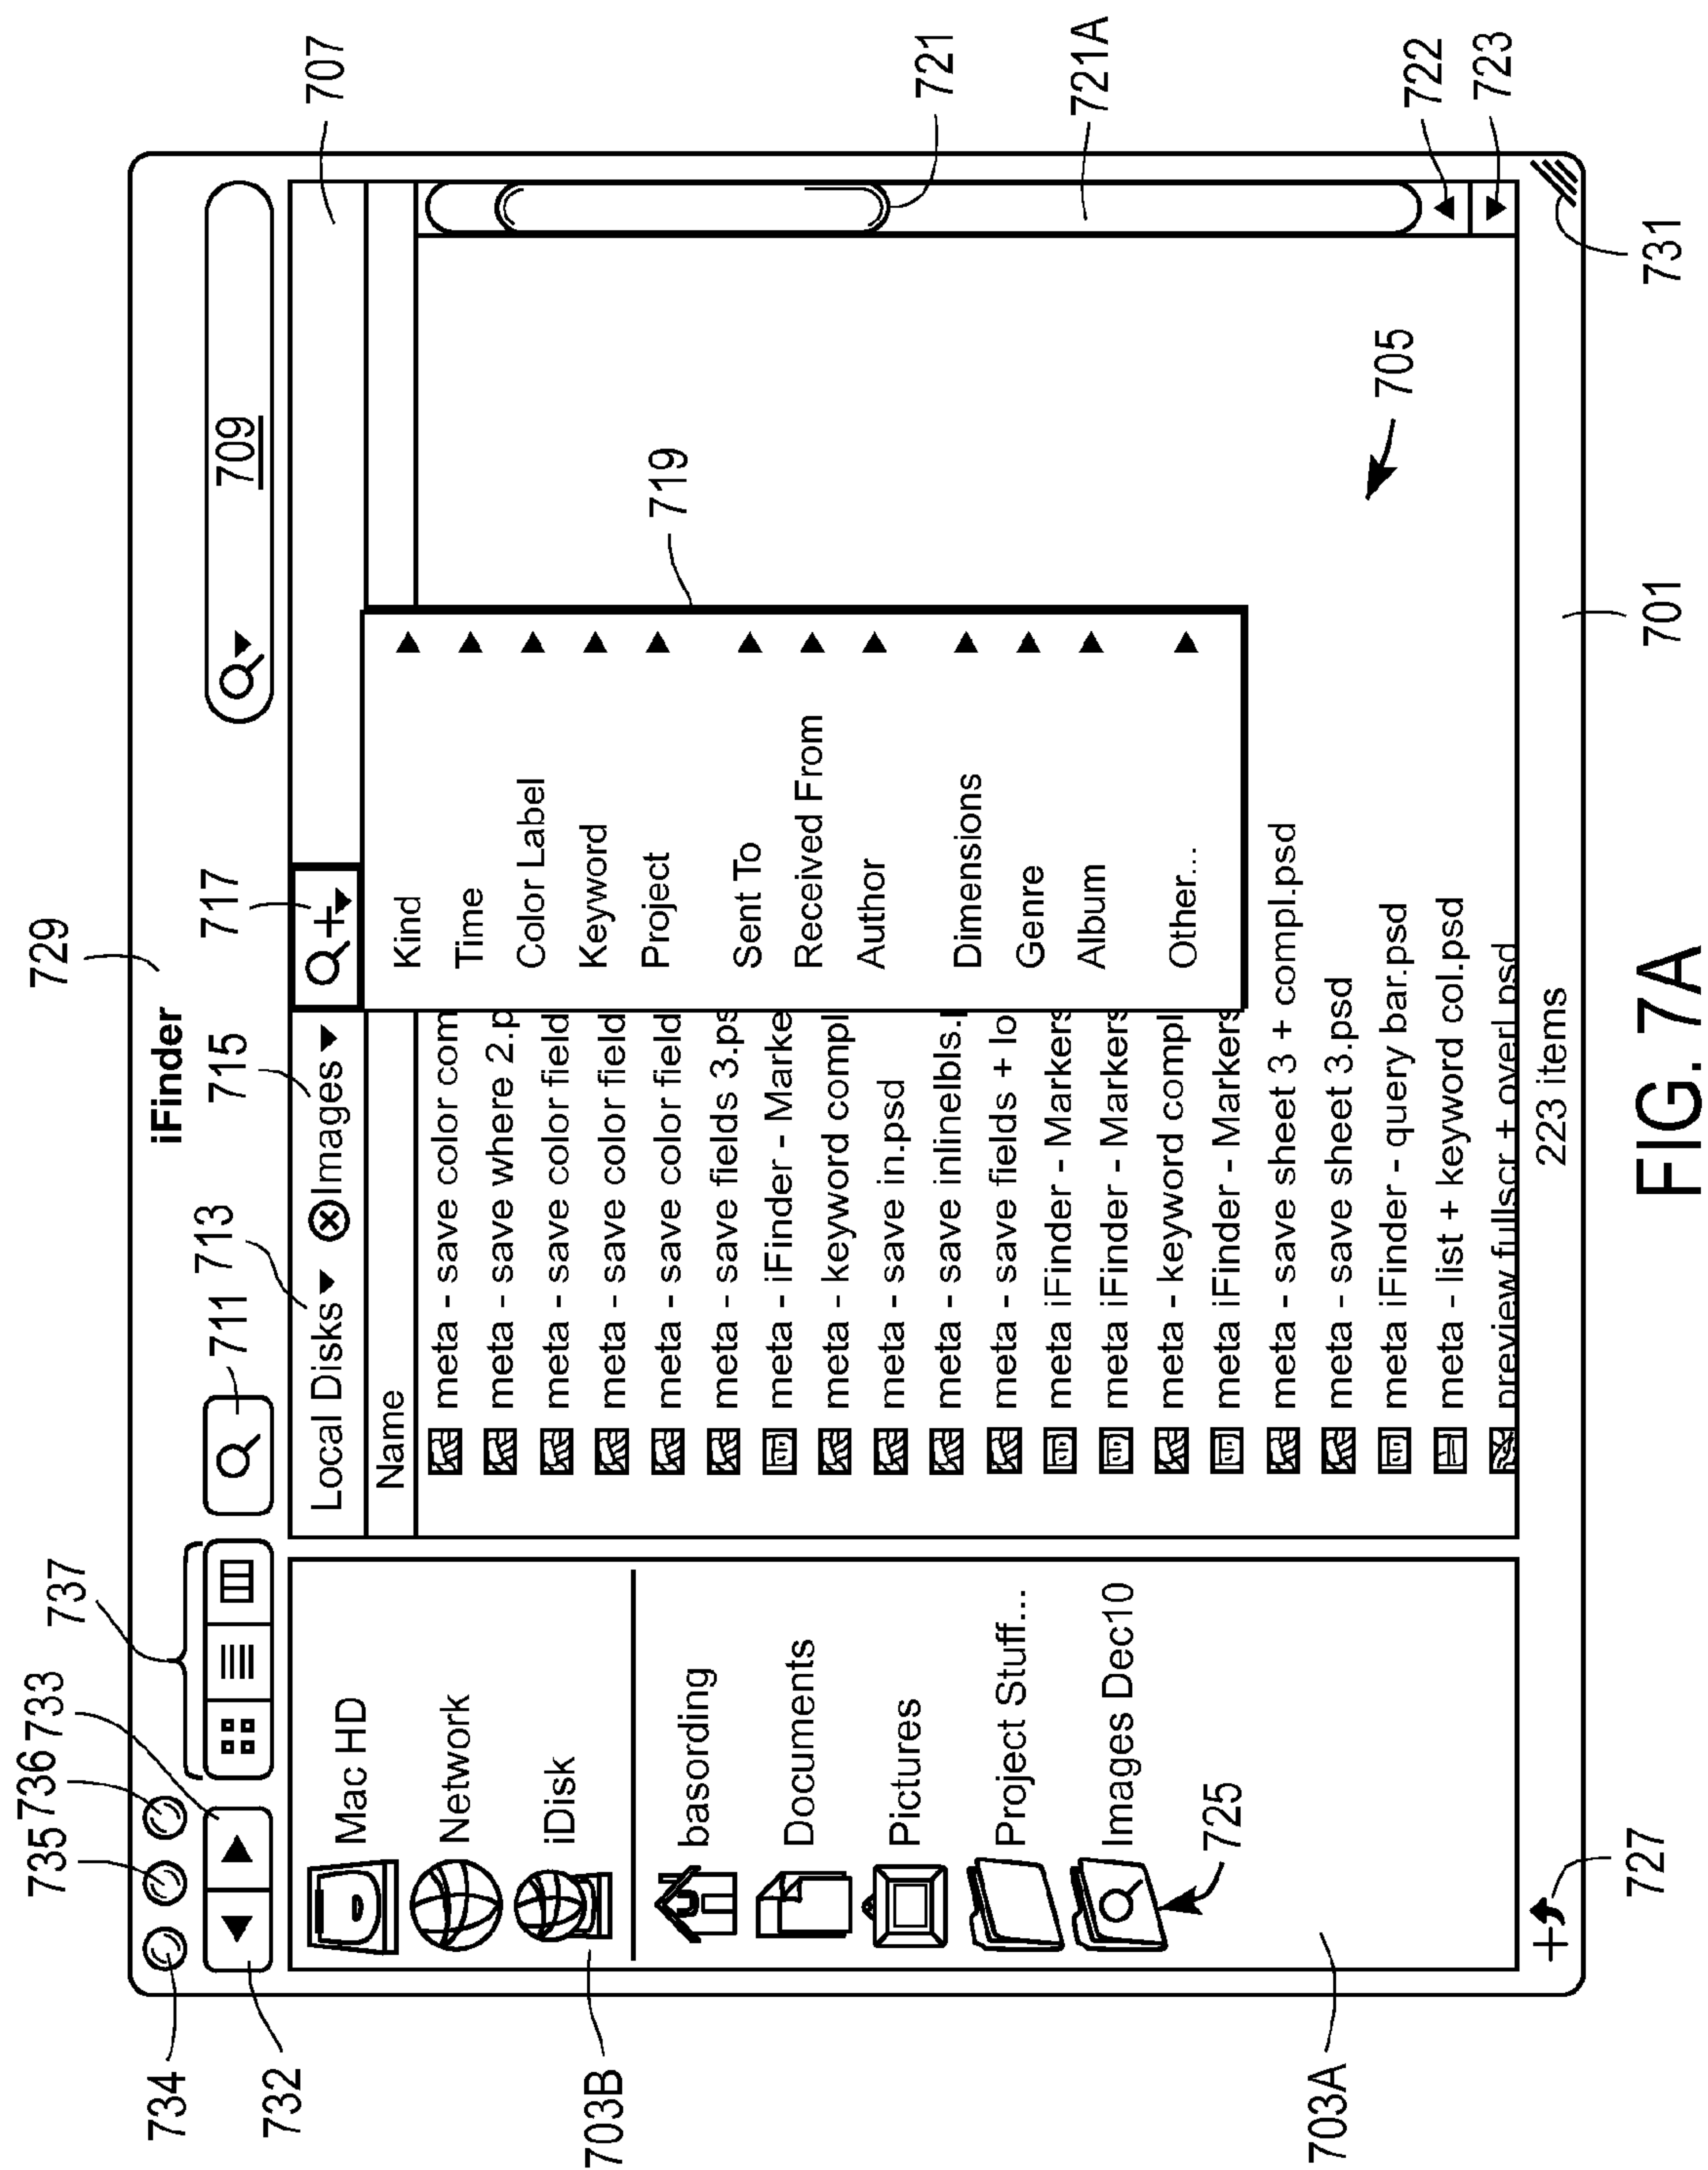 729
iFinder
734
735
736
733
737
711
713
715
717
709
707
732
Local Disks
Images
Name
Mac HD
Network
iDisk
703B
basording
Documents
Pictures
Project Stuff...
Images Dec10
725
703A
meta - save color com
meta - save where 2.p
meta - save color field
meta - save color field
meta - save color field
meta - save fields 3.ps
meta - iFinder - Marke
meta - keyword compl
meta - save in.psd
meta - save inlinelbls.
meta - save fields + lo
meta iFinder - Markers
meta iFinder - Markers
meta - keyword compl
meta iFinder - Markers
meta - save sheet 3 + compl.psd
meta - save sheet 3.psd
meta iFinder - query bar.psd
meta - list + keyword col.psd
preview fullscr + overl.psd
Kind
Time
Color Label
Keyword
Project
Sent To
Received From
Author
Dimensions
Genre
Album
Other...
719
721
721A
705
722
723
727
223 items
701
731
FIG. 7A